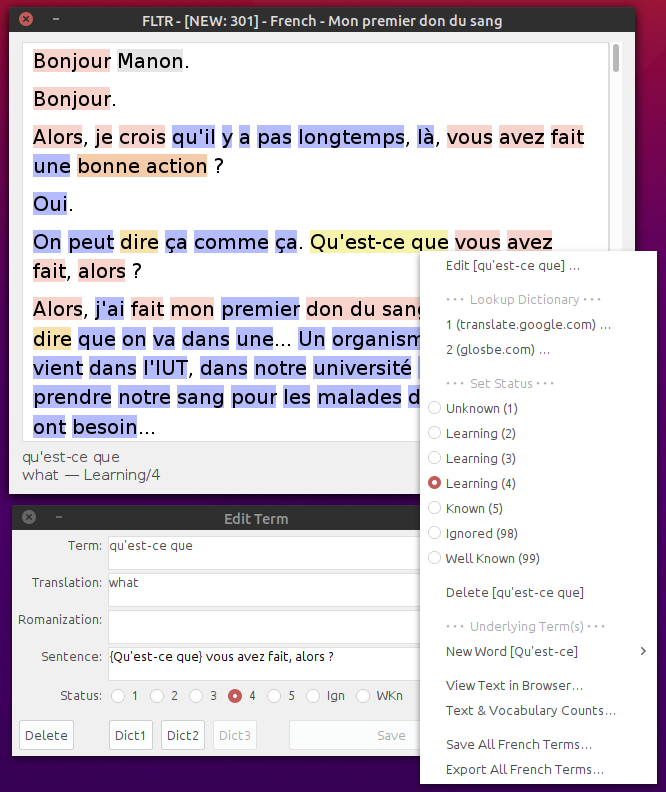 FLTR - [NEW: 301] - French - Mon premier don du sang
Bonjour Manon.
Bonjour.
Alors, je crois qu'il y a pas longtemps, là, vous avez fait
une bonne action ?
Oui.
On peut dire ça comme ça. Qu'est-ce que vous avez
fait, alors ?
Alors, j'ai fait mon premier don du sang
dire que on va dans une... Un organism
vient dans l'IUT, dans notre université
prendre notre sang pour les malades d
ont besoin...
qu'est-ce que
what — Learning/4
Edit [qu'est-ce que] ...
··· Lookup Dictionary ···
1 (translate.google.com) ...
2 (glosbe.com) ...
··· Set Status ···
Unknown (1)
Learning (2)
Learning (3)
Learning (4)
Known (5)
Ignored (98)
Well Known (99)
Delete [qu'est-ce que]
··· Underlying Term(s) ···
New Word [Qu'est-ce]
View Text in Browser...
Text & Vocabulary Counts...
Save All French Terms...
Export All French Terms...
Edit Term
Term: qu'est-ce que
Translation: what
Romanization:
Sentence: {Qu'est-ce que} vous avez fait, alors ?
Status: 1 2 3 4 5 Ign WKn
Delete Dict1 Dict2 Dict3 Save